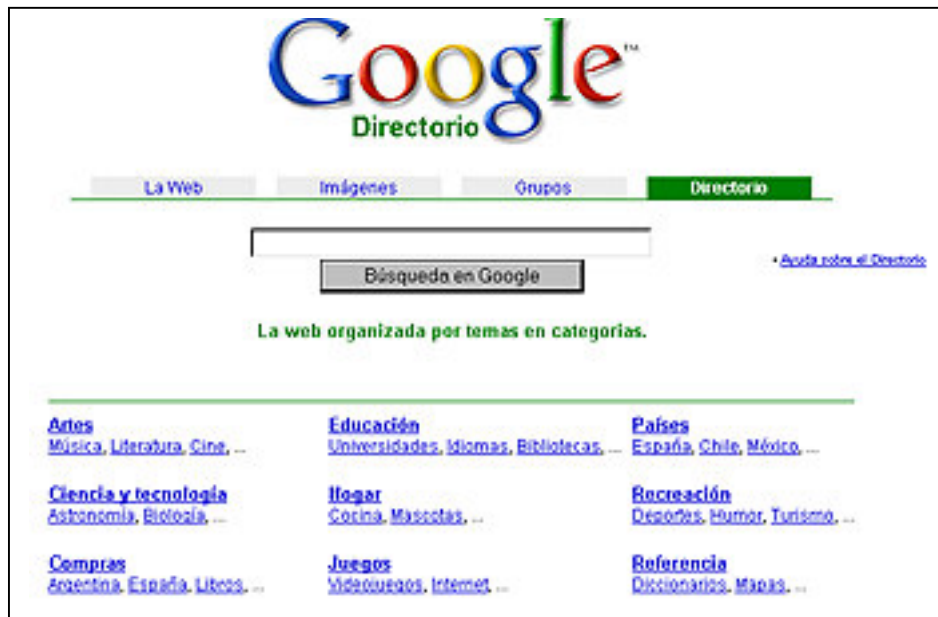 Google™
Directorio
La Web Imágenes Grupos Directorio
Búsqueda en Google
• Ayuda sobre el Directorio
La web organizada por temas en categorias.
Artes Educación Países
Música, Literatura, Cine, ... Universidades, Idiomas, Bibliotecas, ... España, Chile, México, ...
Ciencia y tecnología Hogar Recreación
Astronomía, Biología, ... Cocina, Mascotas, ... Deportes, Humor, Turismo, ...
Compras Juegos Referencia
Argentina, España, Libros, ... Videojuegos, Internet, ... Diccionarios, Mapas, ...